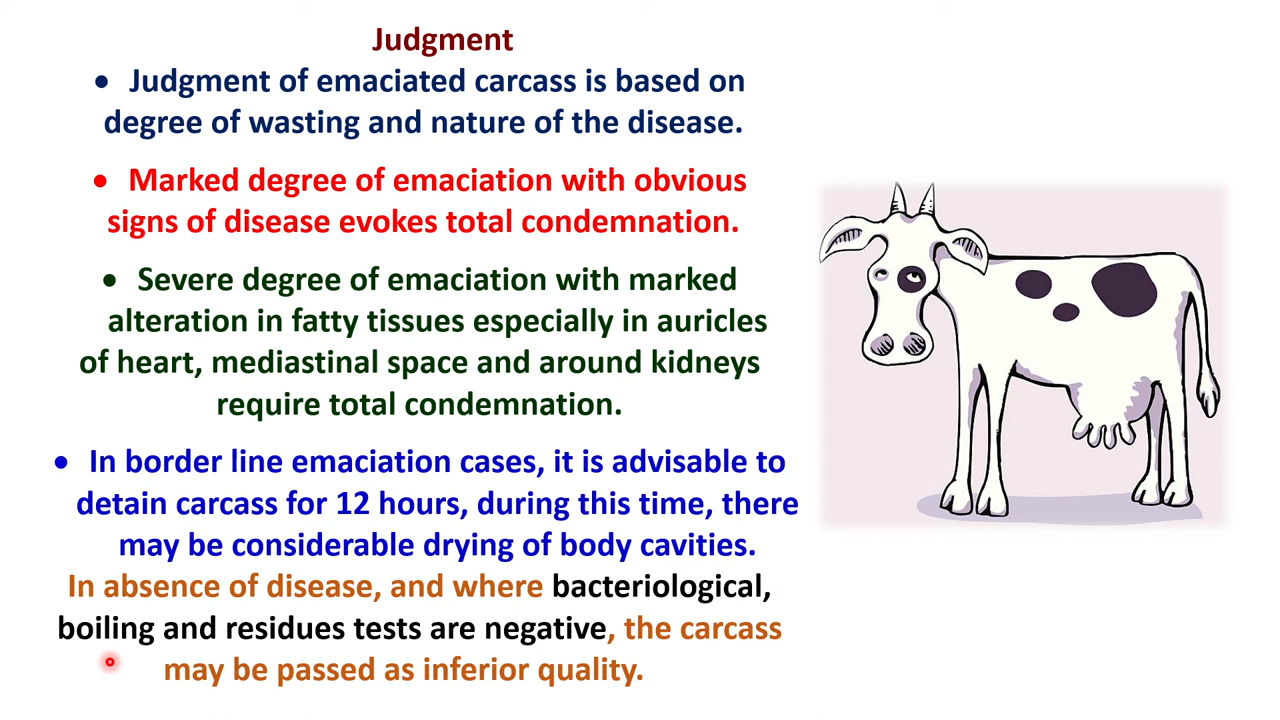 Judgment
• Judgment of emaciated carcass is based on
degree of wasting and nature of the disease.
• Marked degree of emaciation with obvious
signs of disease evokes total condemnation.
• Severe degree of emaciation with marked
alteration in fatty tissues especially in auricles
of heart, mediastinal space and around kidneys
require total condemnation.
• In border line emaciation cases, it is advisable to
detain carcass for 12 hours, during this time, there
may be considerable drying of body cavities.
In absence of disease, and where bacteriological,
boiling and residues tests are negative, the carcass
may be passed as inferior quality.